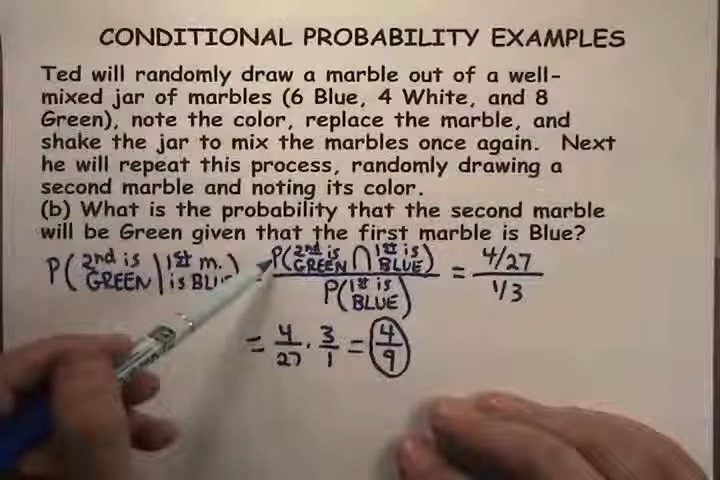 CONDITIONAL PROBABILITY EXAMPLES
Ted will randomly draw a marble out of a well-
mixed jar of marbles (6 Blue, 4 White, and 8
Green), note the color, replace the marble, and
shake the jar to mix the marbles once again. Next
he will repeat this process, randomly drawing a
second marble and noting its color.
(b) What is the probability that the second marble
will be Green given that the first marble is Blue?
P(2nd is GREEN | 1st m. is BLUE) = P(2nd is GREEN ∩ 1st is BLUE) / P(1st is BLUE) = 4/27 / 1/3
= 4/27 · 3/1 = 4/9